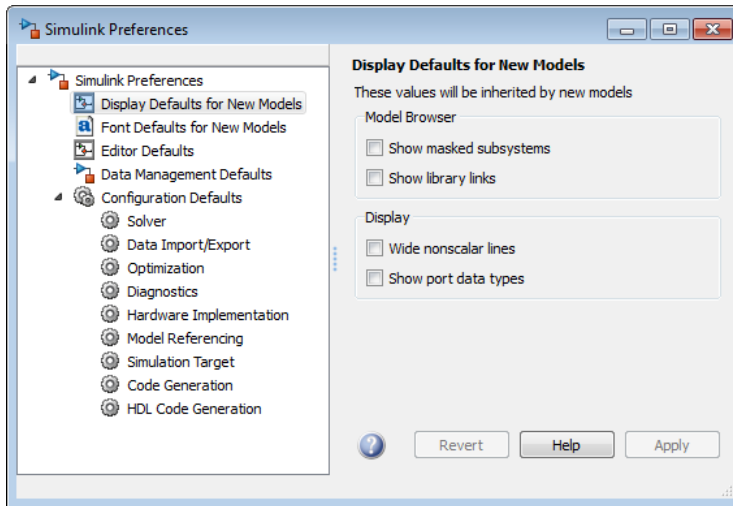 Simulink Preferences
Simulink Preferences
Display Defaults for New Models
Font Defaults for New Models
Editor Defaults
Data Management Defaults
Configuration Defaults
Solver
Data Import/Export
Optimization
Diagnostics
Hardware Implementation
Model Referencing
Simulation Target
Code Generation
HDL Code Generation
Display Defaults for New Models
These values will be inherited by new models
Model Browser
Show masked subsystems
Show library links
Display
Wide nonscalar lines
Show port data types
Revert Help Apply